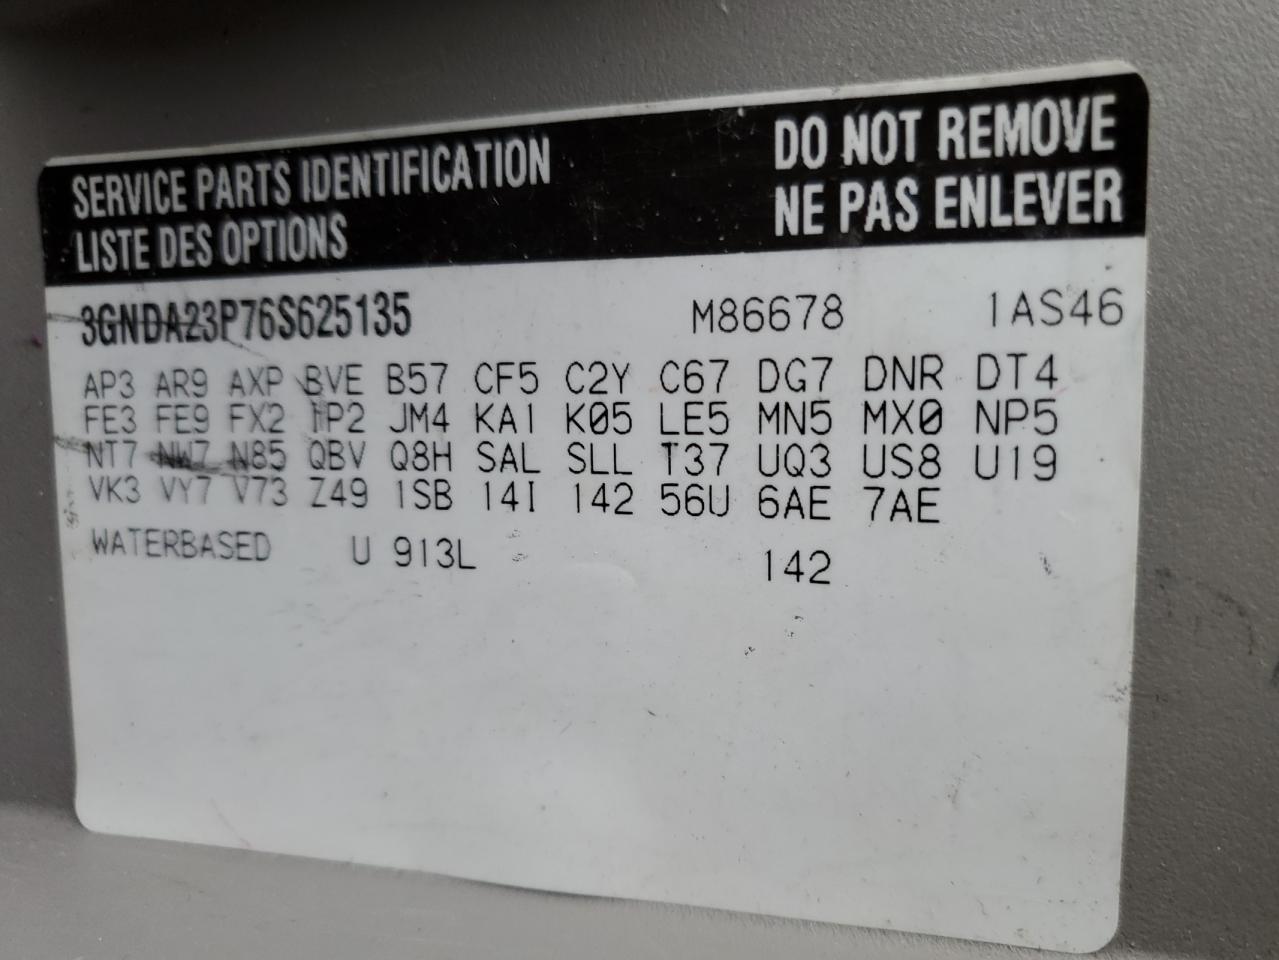 SERVICE PARTS IDENTIFICATION DO NOT REMOVE
LISTE DES OPTIONS NE PAS ENLEVER
3GNDA23P76S625135 M86678 1AS46
AP3 AR9 AXP BVE B57 CF5 C2Y C67 DG7 DNR DT4
FE3 FE9 FX2 IP2 JM4 KA1 K05 LE5 MN5 MX0 NP5
NT7 NW7 N85 QBV Q8H SAL SLL T37 UQ3 US8 U19
VK3 VY7 V73 Z49 1SB 14I 142 56U 6AE 7AE
WATERBASED U 913L 142